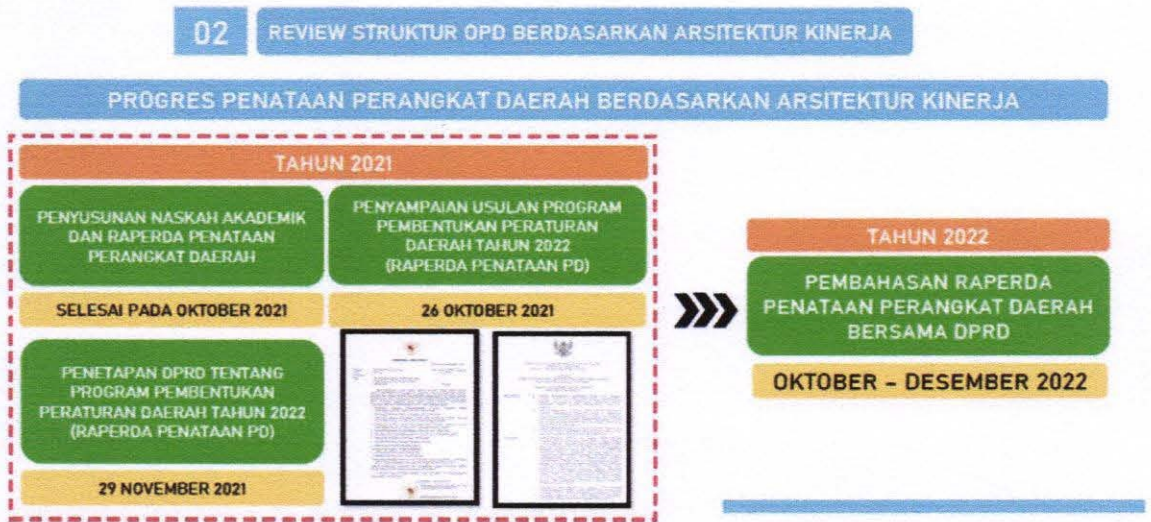 02
REVIEW STRUKTUR OPD BERDASARKAN ARSITEKTUR KINERJA
PROGRES PENATAAN PERANGKAT DAERAH BERDASARKAN ARSITEKTUR KINERJA
TAHUN 2021
PENYUSUNAN NASKAH AKADEMIK
DAN RAPERDA PENATAAN
PERANGKAT DAERAH
SELESAI PADA OKTOBER 2021
PENYAMPAIAN USULAN PROGRAM
PEMBENTUKAN PERATURAN
DAERAH TAHUN 2022
(RAPERDA PENATAAN PD)
26 OKTOBER 2021
PENETAPAN DPRD TENTANG
PROGRAM PEMBENTUKAN
PERATURAN DAERAH TAHUN 2022
(RAPERDA PENATAAN PD)
29 NOVEMBER 2021
TAHUN 2022
PEMBAHASAN RAPERDA
PENATAAN PERANGKAT DAERAH
BERSAMA DPRD
OKTOBER – DESEMBER 2022